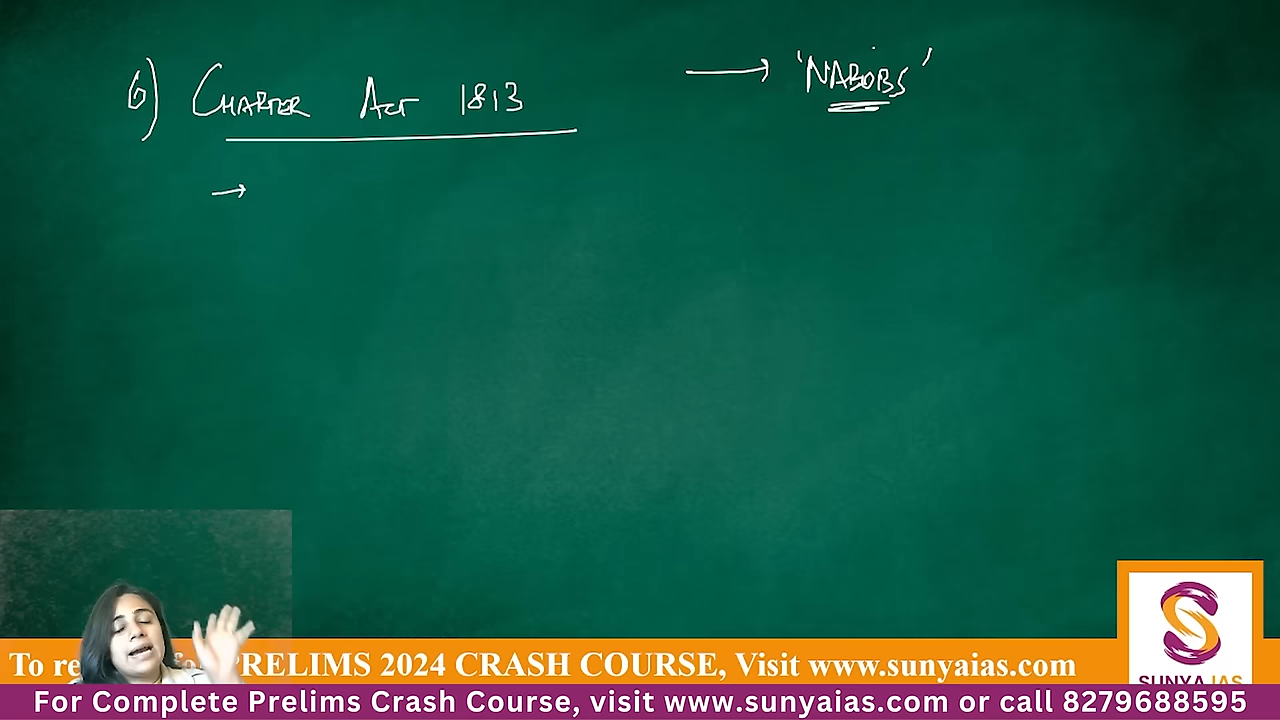 6) CHARTER ACT 1813
→ 'NABOBS'
→
To re PRELIMS 2024 CRASH COURSE, Visit www.sunyaias.com
SUNYA IAS
For Complete Prelims Crash Course, visit www.sunyaias.com or call 8279688595